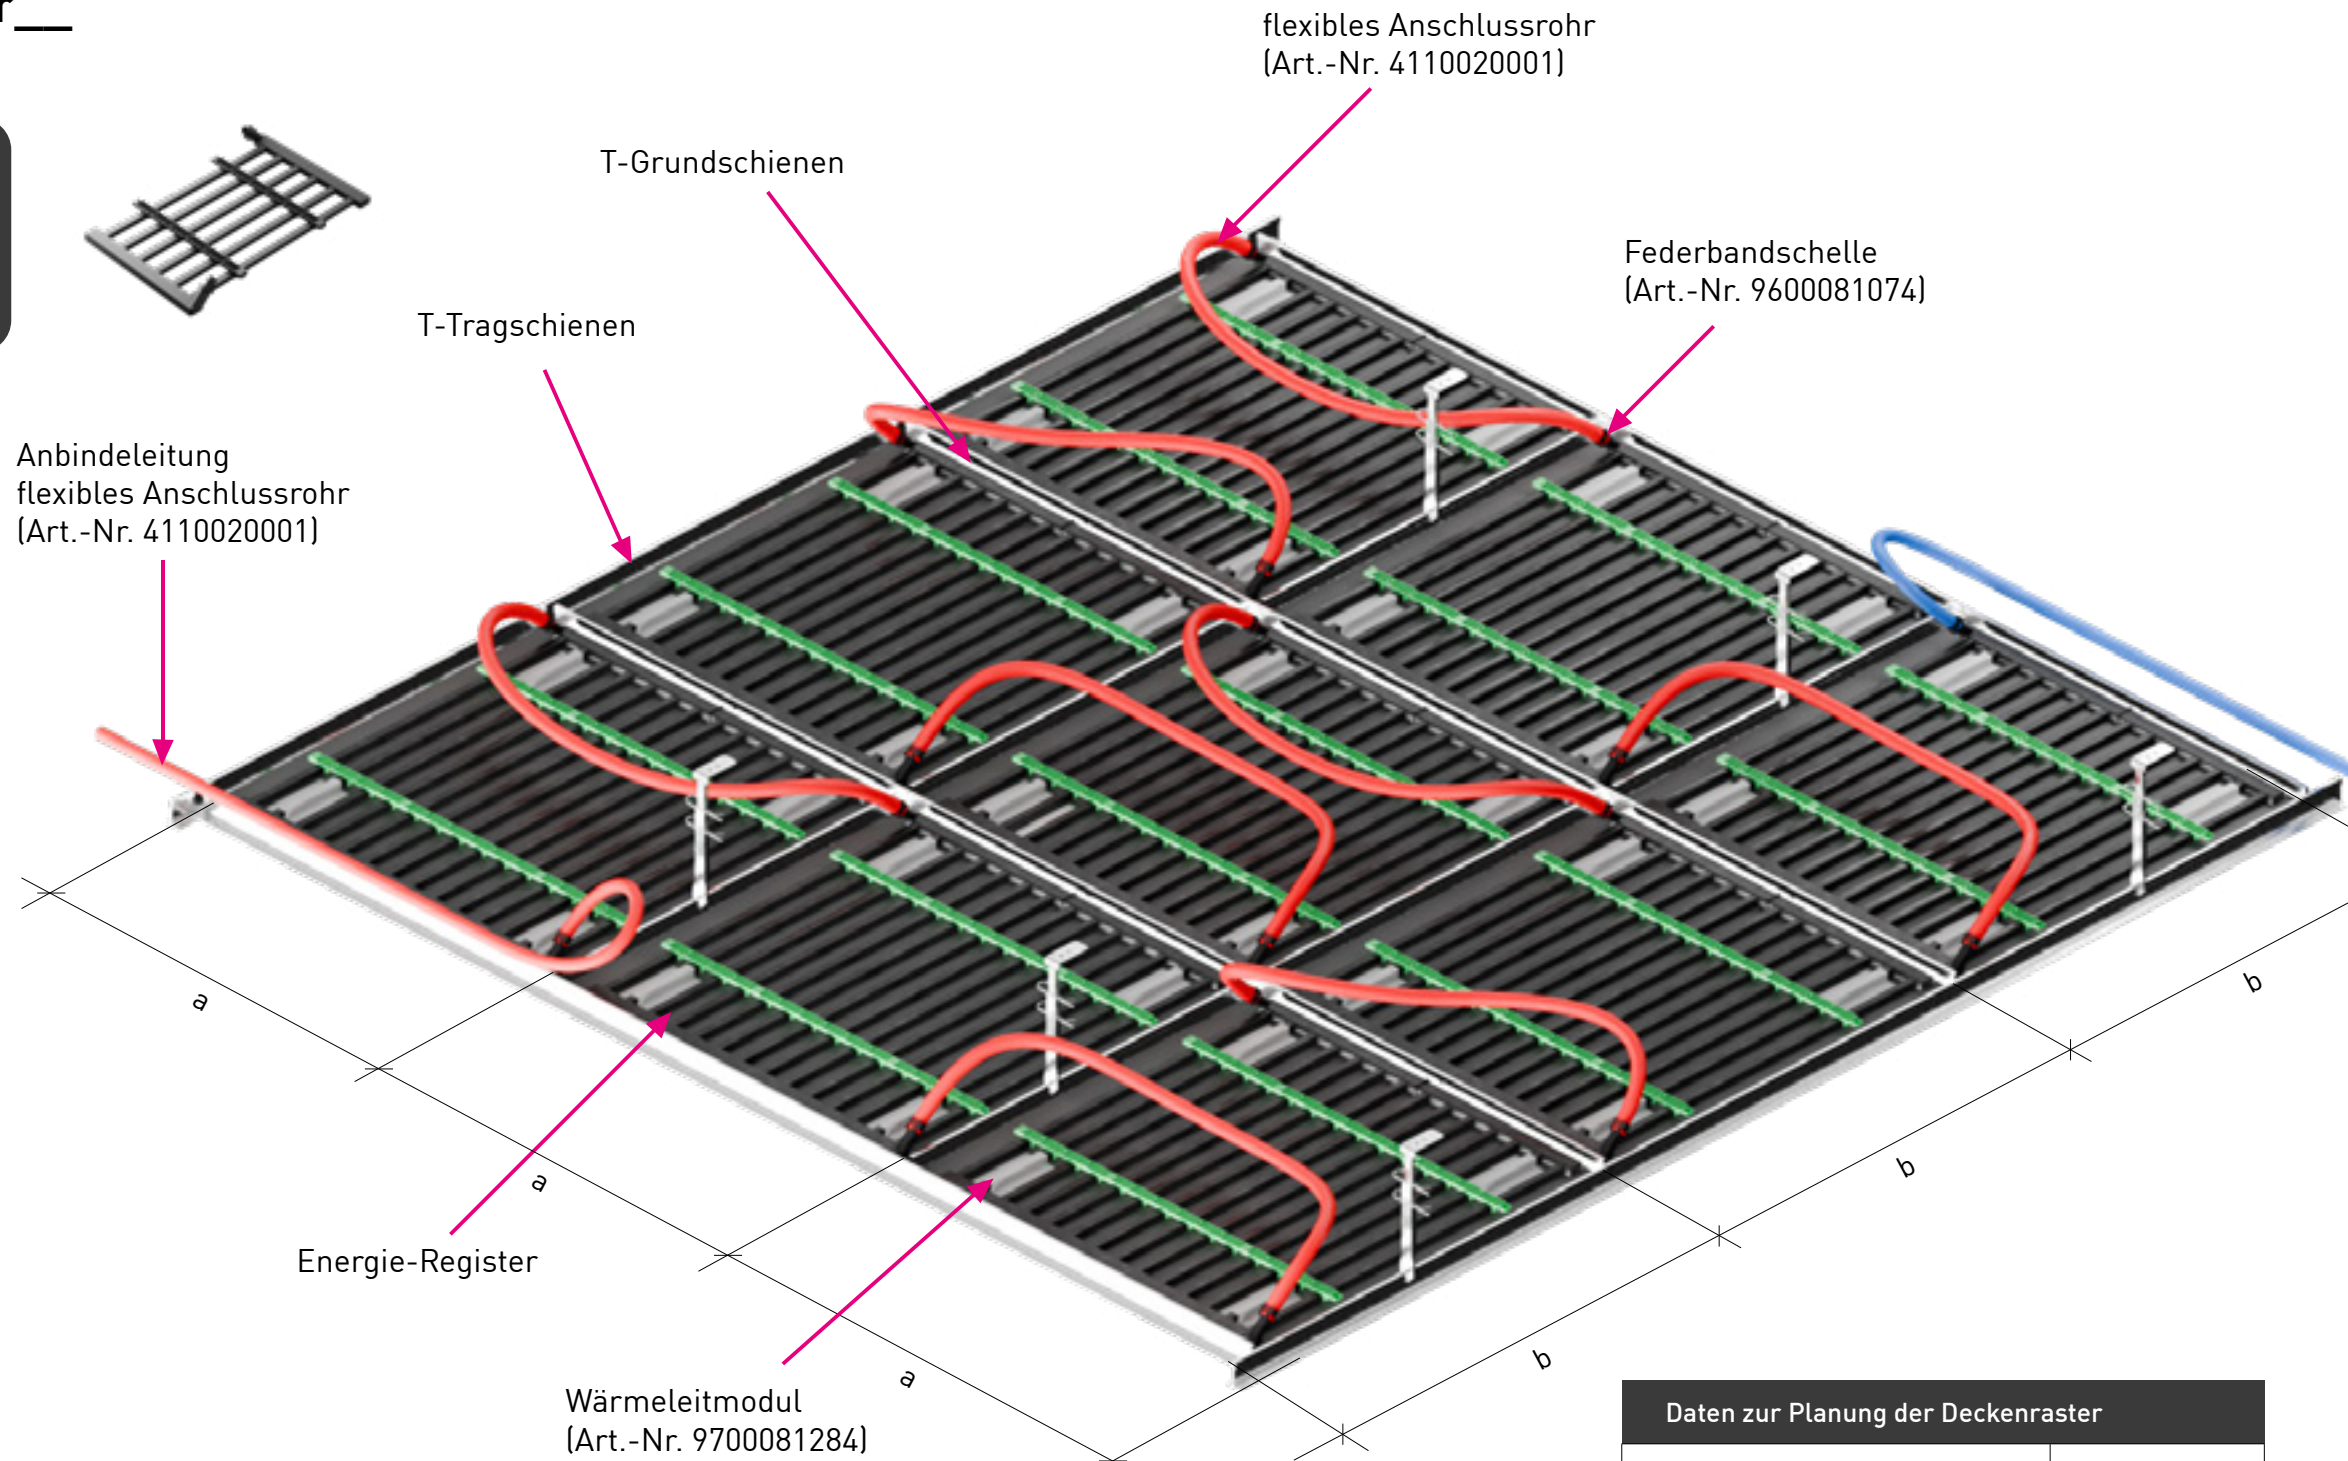 r__
flexibles Anschlussrohr
(Art.-Nr. 4110020001)
T-Grundschienen
Federbandschelle
(Art.-Nr. 9600081074)
T-Tragschienen
Anbindeleitung
flexibles Anschlussrohr
(Art.-Nr. 4110020001)
a
b
a
b
Energie-Register
a
b
Wärmeleitmodul
(Art.-Nr. 9700081284)
Daten zur Planung der Deckenraster